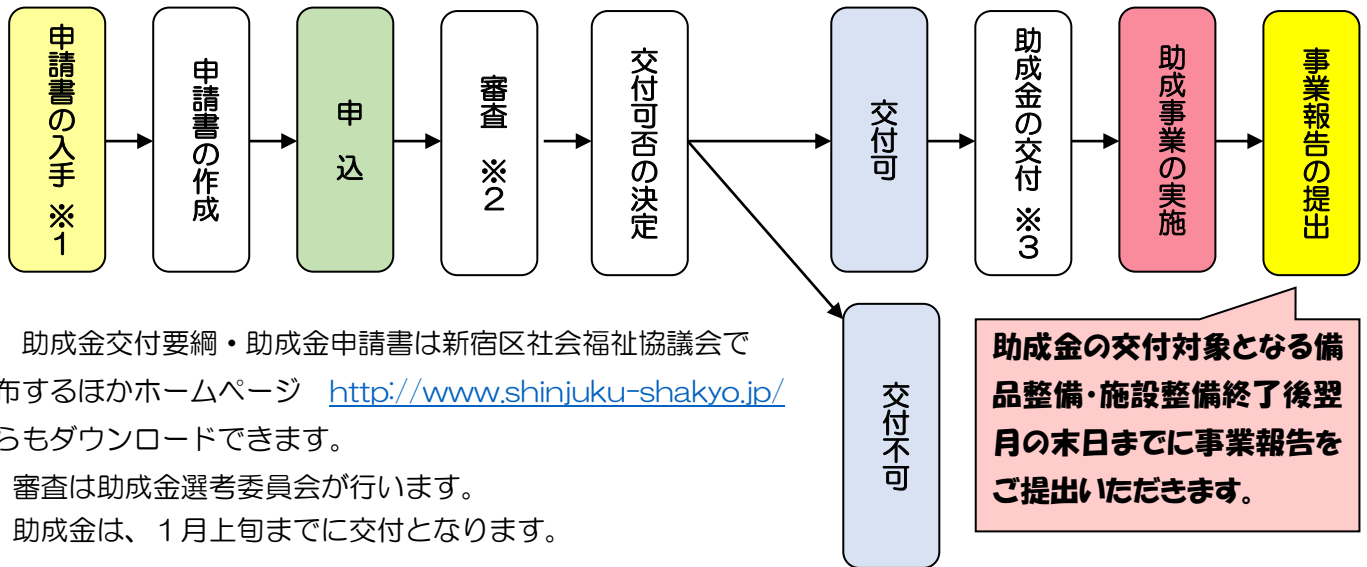 申請書の入手 ※1
申請書の作成
申 込
審査 ※2
交付可否の決定
交付可
助成金の交付 ※3
助成事業の実施
事業報告の提出
交付不可
助成金交付要綱・助成金申請書は新宿区社会福祉協議会で
布するほかホームページ http://www.shinjuku-shakyo.jp/
らもダウンロードできます。
審査は助成金選考委員会が行います。
助成金は、1月上旬までに交付となります。
助成金の交付対象となる備
品整備・施設整備終了後翌
月の末日までに事業報告を
ご提出いただきます。